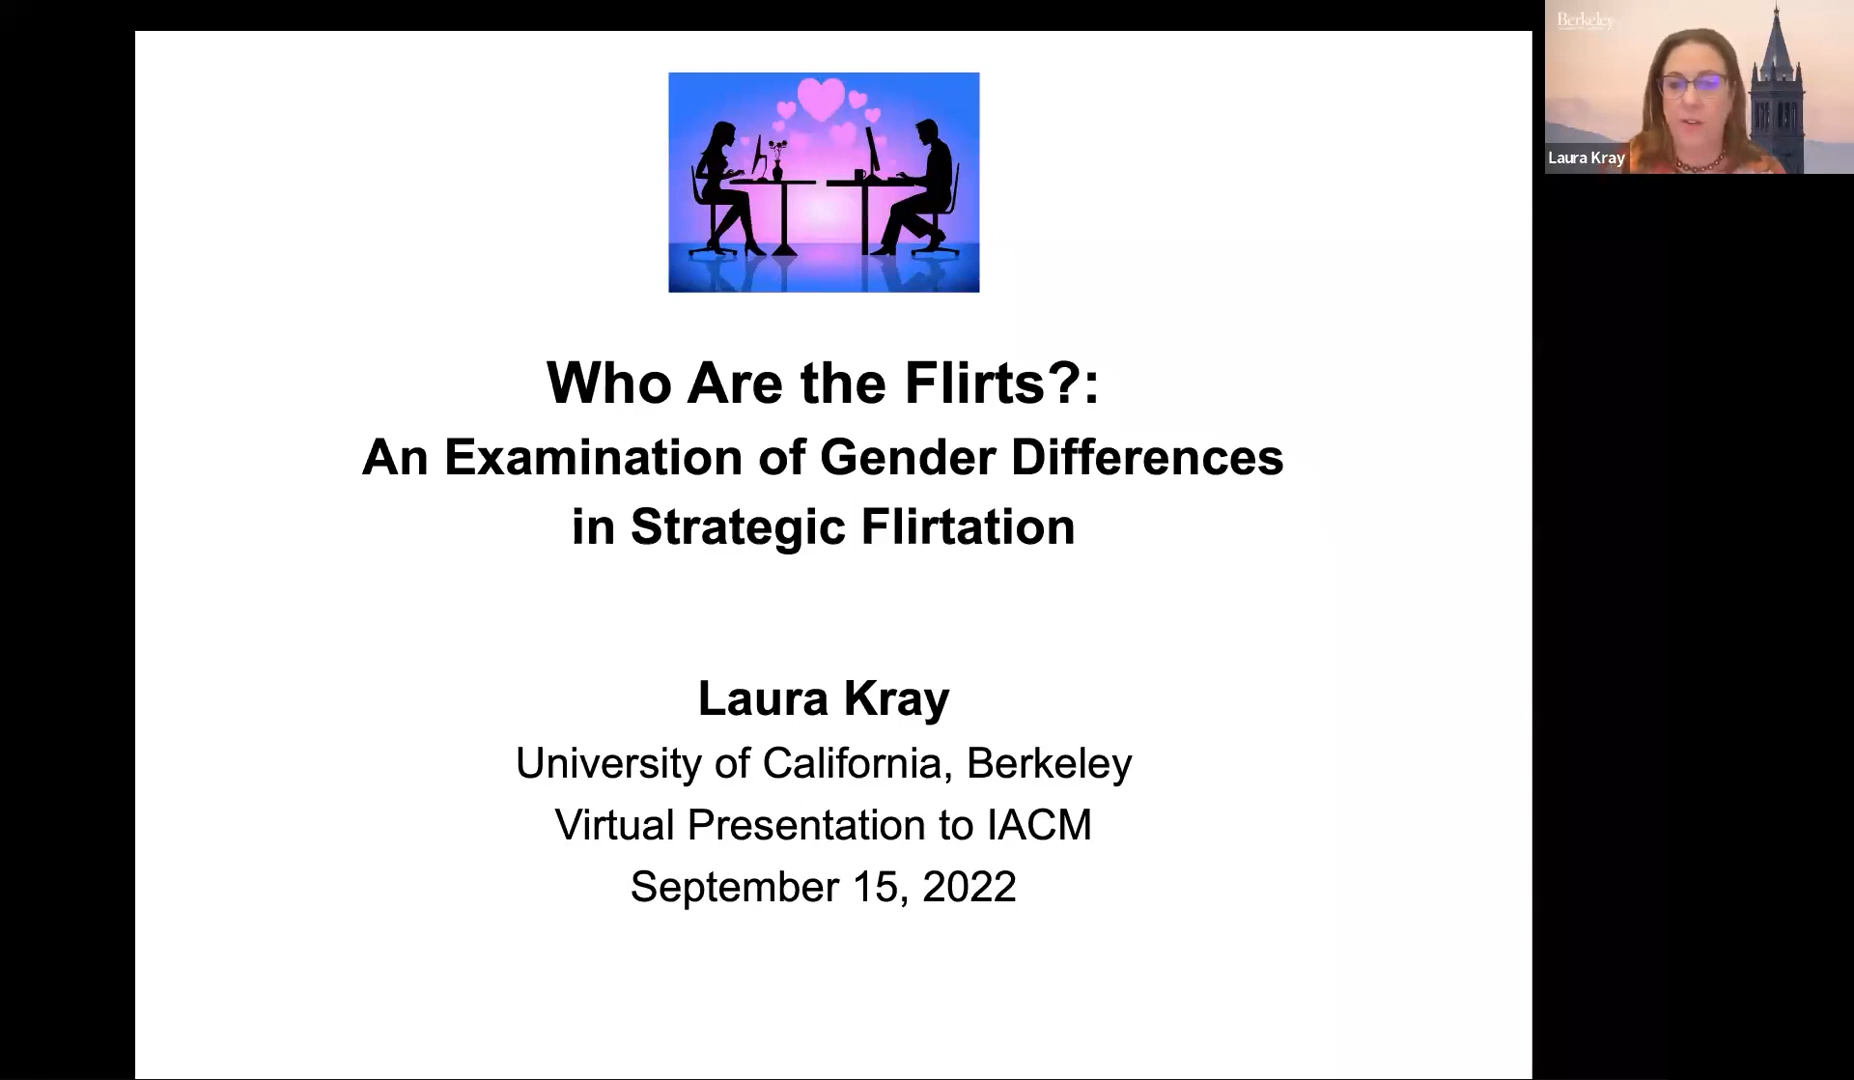 Who Are the Flirts?:
An Examination of Gender Differences
in Strategic Flirtation
Laura Kray
University of California, Berkeley
Virtual Presentation to IACM
September 15, 2022
Berkeley
Laura Kray